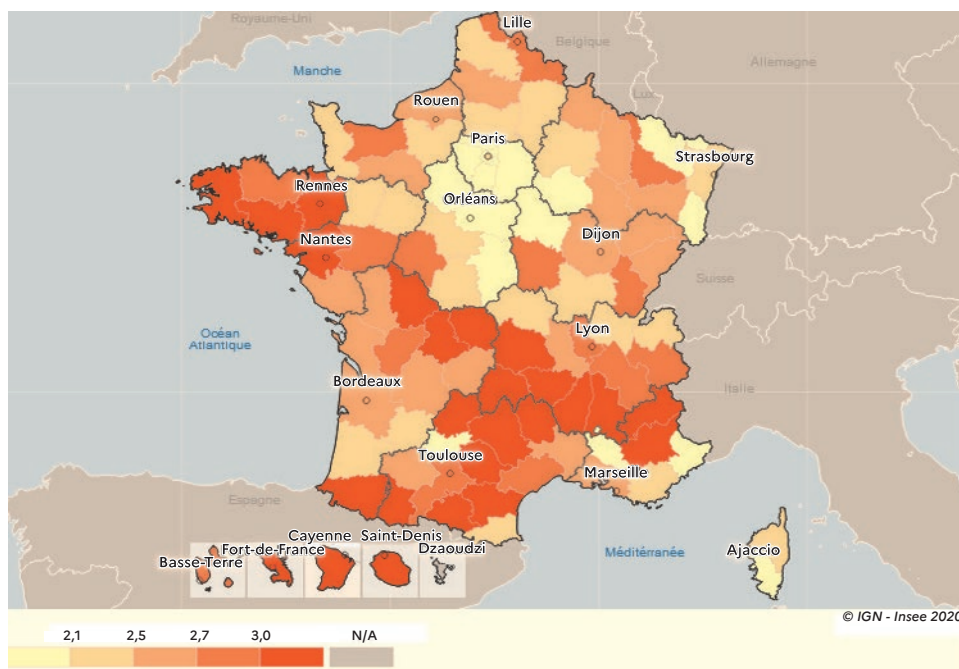 Royaume-Uni
Lille
Belgique
Allemagne
Manche
Lux
Rouen
Paris
Strasbourg
Rennes
Orléans
Nantes
Dijon
Suisse
Océan
Atlantique
Lyon
Bordeaux
Italie
Toulouse
Marseille
Espagne
Cayenne
Saint-Denis
Fort-de-France
Dzaoudzi
Basse-Terre
Méditérranée
Ajaccio
© IGN - Insee 2020
2,1 2,5 2,7 3,0 N/A